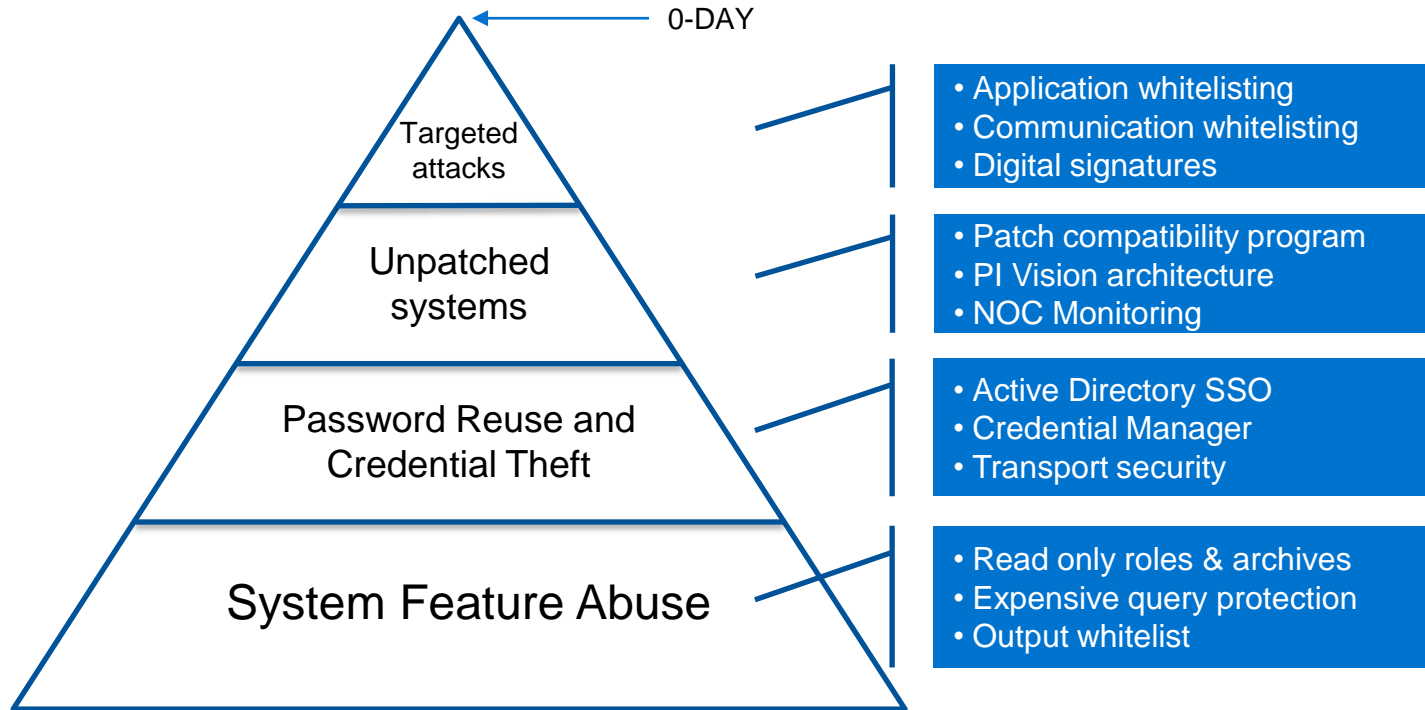 0-DAY
Targeted
attacks
• Application whitelisting
• Communication whitelisting
• Digital signatures
Unpatched
systems
• Patch compatibility program
• PI Vision architecture
• NOC Monitoring
Password Reuse and
Credential Theft
• Active Directory SSO
• Credential Manager
• Transport security
System Feature Abuse
• Read only roles & archives
• Expensive query protection
• Output whitelist